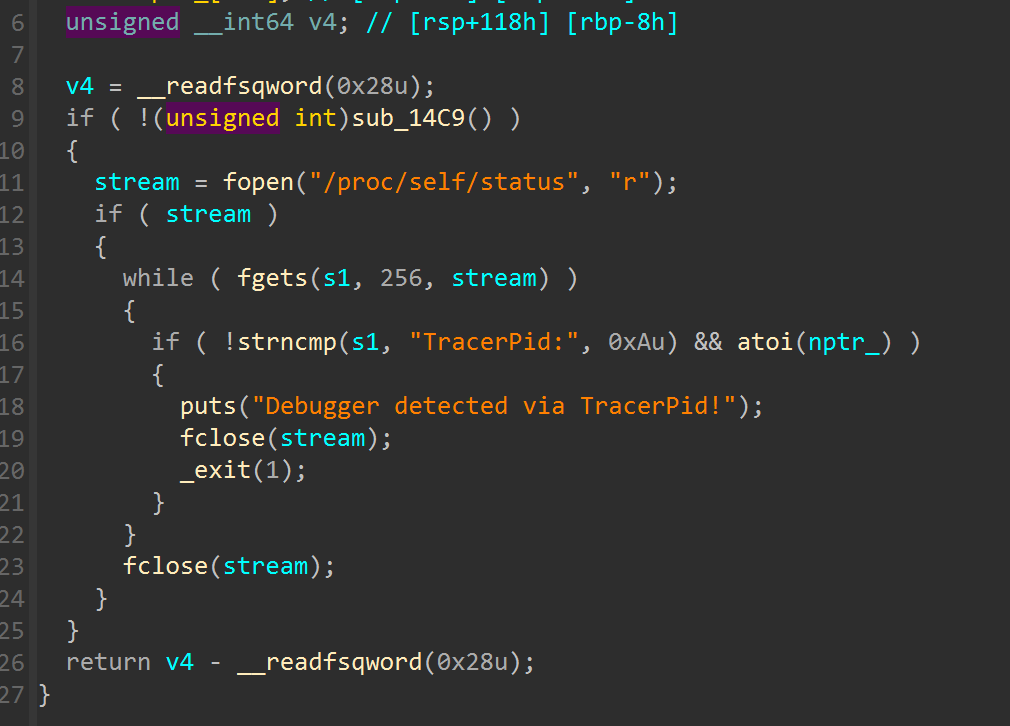 6 unsigned __int64 v4; // [rsp+118h] [rbp-8h]
7
8 v4 = __readfsqword(0x28u);
9 if ( !(unsigned int)sub_14C9() )
10 {
11 stream = fopen("/proc/self/status", "r");
12 if ( stream )
13 {
14 while ( fgets(s1, 256, stream) )
15 {
16 if ( !strncmp(s1, "TracerPid:", 0xAu) && atoi(nptr_) )
17 {
18 puts("Debugger detected via TracerPid!");
19 fclose(stream);
20 _exit(1);
21 }
22 }
23 fclose(stream);
24 }
25 }
26 return v4 - __readfsqword(0x28u);
27 }